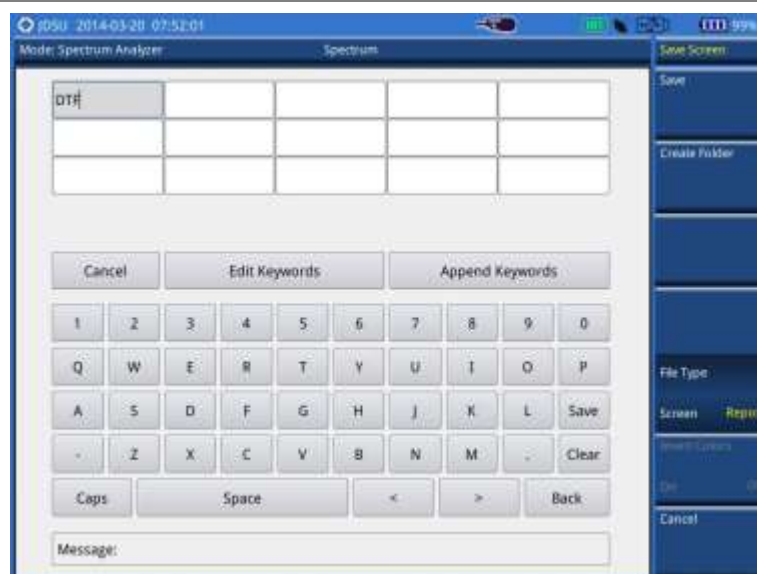 JDSU 2014-03-20 07:52:01
99%
Mode: Spectrum Analyzer Spectrum
Save Screen
DTF
Save
Create Folder
Cancel Edit Keywords Append Keywords
1 2 3 4 5 6 7 8 9 0
Q W E R T Y U I O P
File Type
A S D F G H J K L Save
Screen
- Z X C V B N M . Clear
Caps Space < > Back
Cancel
Message: